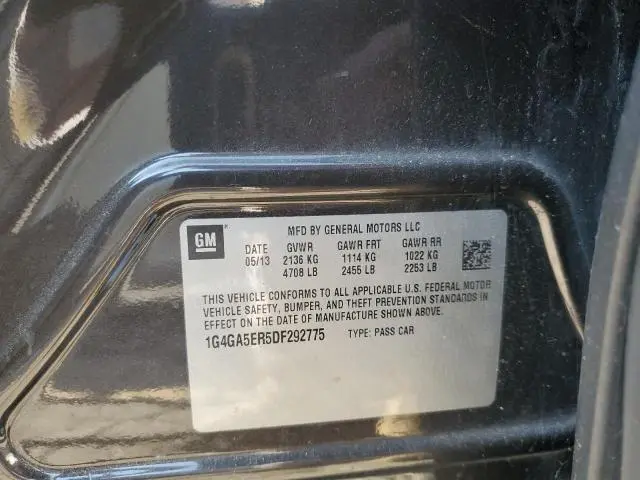 GM
MFD BY GENERAL MOTORS LLC
DATE GVWR GAWR FRT GAWR RR
05/13 2136 KG 1114 KG 1022 KG
4708 LB 2455 LB 2253 LB
THIS VEHICLE CONFORMS TO ALL APPLICABLE U.S. FEDERAL MOTOR
VEHICLE SAFETY, BUMPER, AND THEFT PREVENTION STANDARDS IN
EFFECT ON THE DATE OF MANUFACTURE SHOWN ABOVE.
1G4GA5ER5DF292775 TYPE: PASS CAR